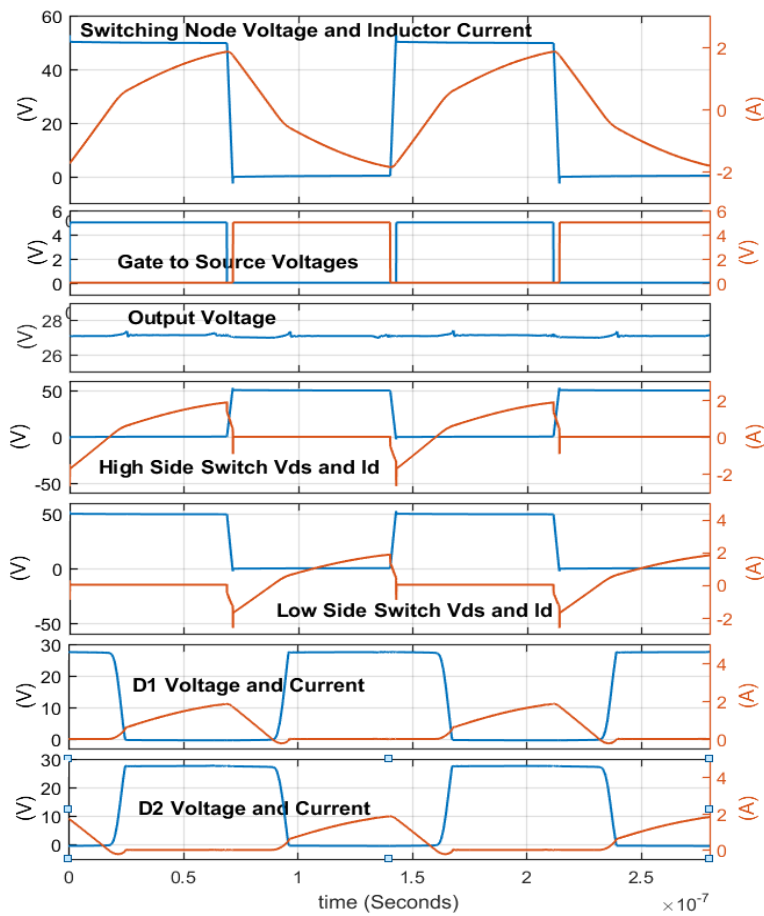 60
Switching Node Voltage and Inductor Current
2
40
(V)
0
(A)
20
0
-2
6
6
4
4
(V)
Gate to Source Voltages
(V)
2
2
0
0
28
Output Voltage
(V)
26
50
2
(V)
0
0
(A)
High Side Switch Vds and Id
-2
-50
50
4
2
(V)
0
0
(A)
Low Side Switch Vds and Id
-2
-50
30
4
20
D1 Voltage and Current
(V)
2
(A)
10
0
0
30
4
20
(V)
D2 Voltage and Current
2
(A)
10
0
0
0 0.5 1 1.5 2 2.5
time (Seconds)
×10-7